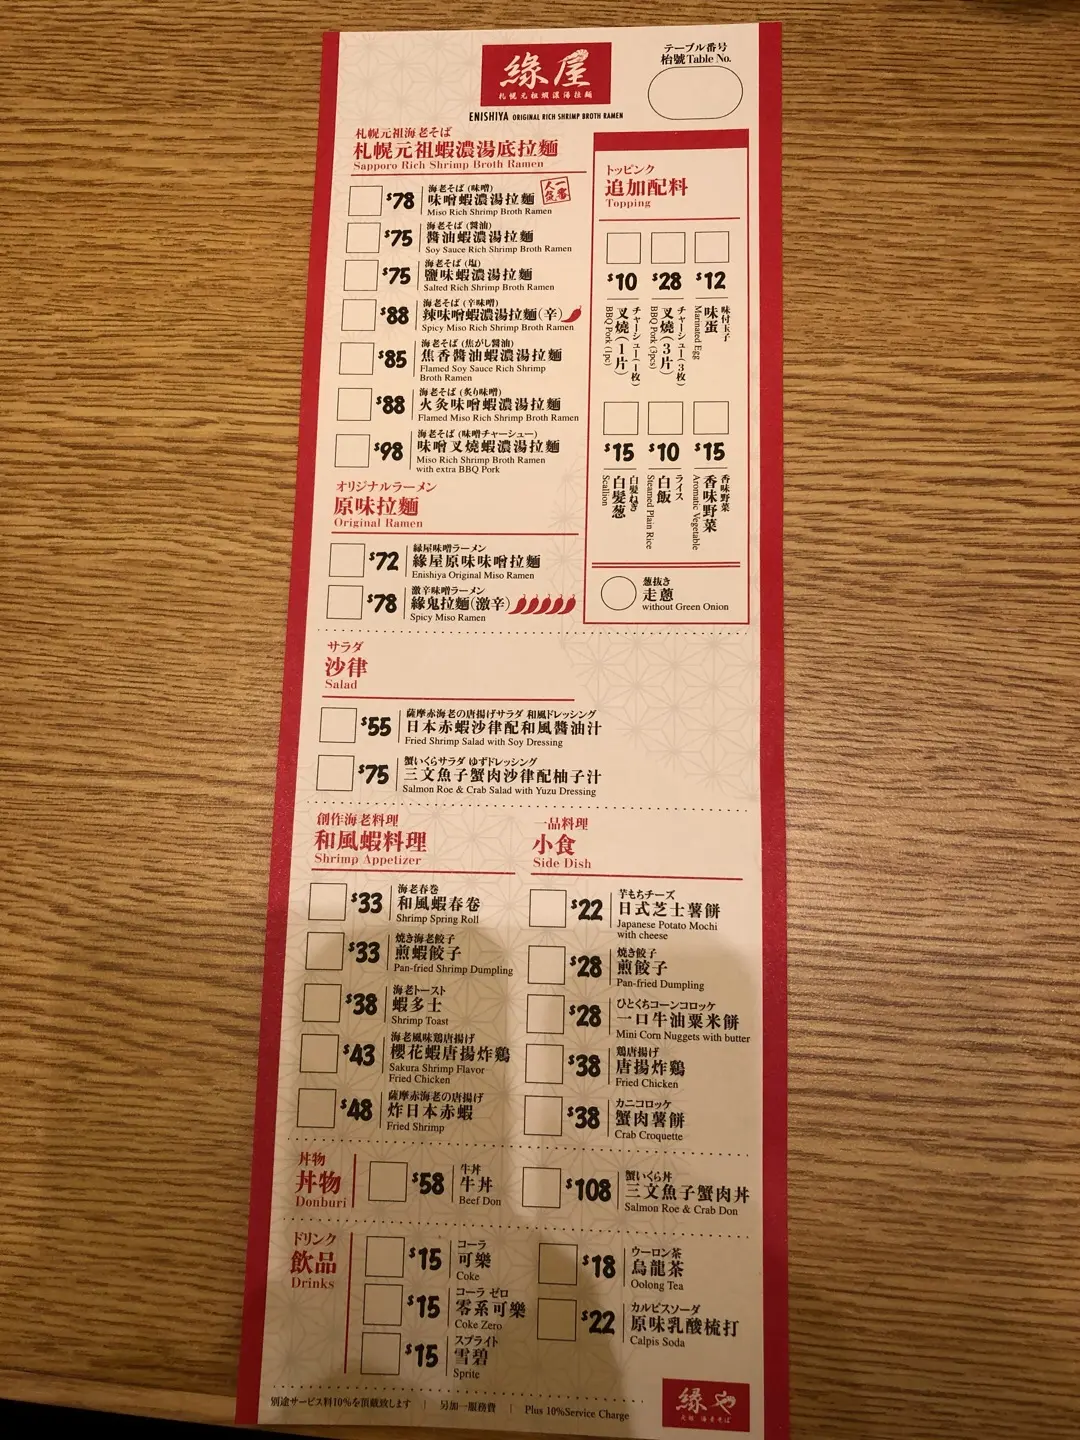 緣屋
札幌元祖蝦濃湯拉麵
ENISHIYA ORIGINAL RICH SHRIMP BROTH RAMEN
テーブル番号
枱號 Table No.
札幌元祖海老そば
札幌元祖蝦濃湯底拉麵
Sapporo Rich Shrimp Broth Ramen
$78
海老そば (味噌)
味噌蝦濃湯拉麵
一番人気
Miso Rich Shrimp Broth Ramen
$75
海老そば (醤油)
醬油蝦濃湯拉麵
Soy Sauce Rich Shrimp Broth Ramen
$75
海老そば (塩)
鹽味蝦濃湯拉麵
Salted Rich Shrimp Broth Ramen
$88
海老そば (辛味噌)
辣味噌蝦濃湯拉麵(辛)
Spicy Miso Rich Shrimp Broth Ramen
$85
海老そば (焦がし醤油)
焦香醬油蝦濃湯拉麵
Flamed Soy Sauce Rich Shrimp
Broth Ramen
$88
海老そば (炙り味噌)
火灸味噌蝦濃湯拉麵
Flamed Miso Rich Shrimp Broth Ramen
$98
海老そば (味噌チャーシュー)
味噌叉燒蝦濃湯拉麵
Miso Rich Shrimp Broth Ramen
with extra BBQ Pork
オリジナルラーメン
原味拉麵
Original Ramen
$72
縁屋味噌ラーメン
緣屋原味味噌拉麵
Enishiya Original Miso Ramen
$78
激辛味噌ラーメン
緣鬼拉麵(激辛)
Spicy Miso Ramen
トッピンク
追加配料
Topping
$10
チャーシュー(1枚)
叉燒(1片)
BBQ Pork (1pc)
$28
チャーシュー(3枚)
叉燒(3片)
BBQ Pork (3pcs)
$12
味付玉子
味蛋
Marinated Egg
$15
白髪ねぎ
白髮葱
Scallion
$10
ライス
白飯
Steamed Plain Rice
$15
香味野菜
香味野菜
Aromatic Vegetable
葱抜き
走蔥
without Green Onion
サラダ
沙律
Salad
$55
薩摩赤海老の唐揚げサラダ 和風ドレッシング
日本赤蝦沙律配和風醬油汁
Fried Shrimp Salad with Soy Dressing
$75
蟹いくらサラダ ゆずドレッシング
三文魚子蟹肉沙律配柚子汁
Salmon Roe & Crab Salad with Yuzu Dressing
創作海老料理
和風蝦料理
Shrimp Appetizer
$33
海老春巻
和風蝦春卷
Shrimp Spring Roll
$33
焼き海老餃子
煎蝦餃子
Pan-fried Shrimp Dumpling
$38
海老トースト
蝦多士
Shrimp Toast
$43
海老風味鶏唐揚げ
櫻花蝦唐揚炸鷄
Sakura Shrimp Flavor
Fried Chicken
$48
薩摩赤海老の唐揚げ
炸日本赤蝦
Fried Shrimp
一品料理
小食
Side Dish
$22
芋もちチーズ
日式芝士薯餅
Japanese Potato Mochi
with cheese
$28
焼き餃子
煎餃子
Pan-fried Dumpling
$28
ひとくちコーンコロッケ
一口牛油粟米餅
Mini Corn Nuggets with butter
$38
鶏唐揚げ
唐揚炸鷄
Fried Chicken
$38
カニコロッケ
蟹肉薯餅
Crab Croquette
丼物
丼物
Donburi
$58
牛丼
牛丼
Beef Don
$108
蟹いくら丼
三文魚子蟹肉丼
Salmon Roe & Crab Don
ドリンク
飲品
Drinks
$15
コーラ
可樂
Coke
$15
コーラ ゼロ
零系可樂
Coke Zero
$15
スプライト
雪碧
Sprite
$18
ウーロン茶
烏龍茶
Oolong Tea
$22
カルピスソーダ
原味乳酸梳打
Calpis Soda
別途サービス料10%を頂戴致します | 另加一服務費 | Plus 10%Service Charge
縁や
元祖 海老そば